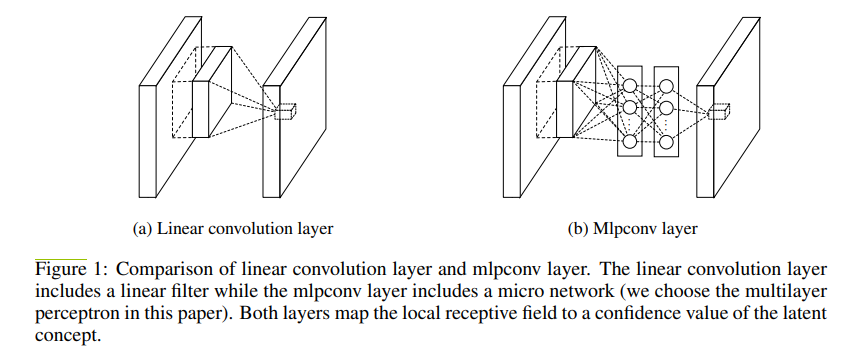 (a) Linear convolution layer
(b) Mlpconv layer
Figure 1: Comparison of linear convolution layer and mlpconv layer. The linear convolution layer
includes a linear filter while the mlpconv layer includes a micro network (we choose the multilayer
perceptron in this paper). Both layers map the local receptive field to a confidence value of the latent
concept.